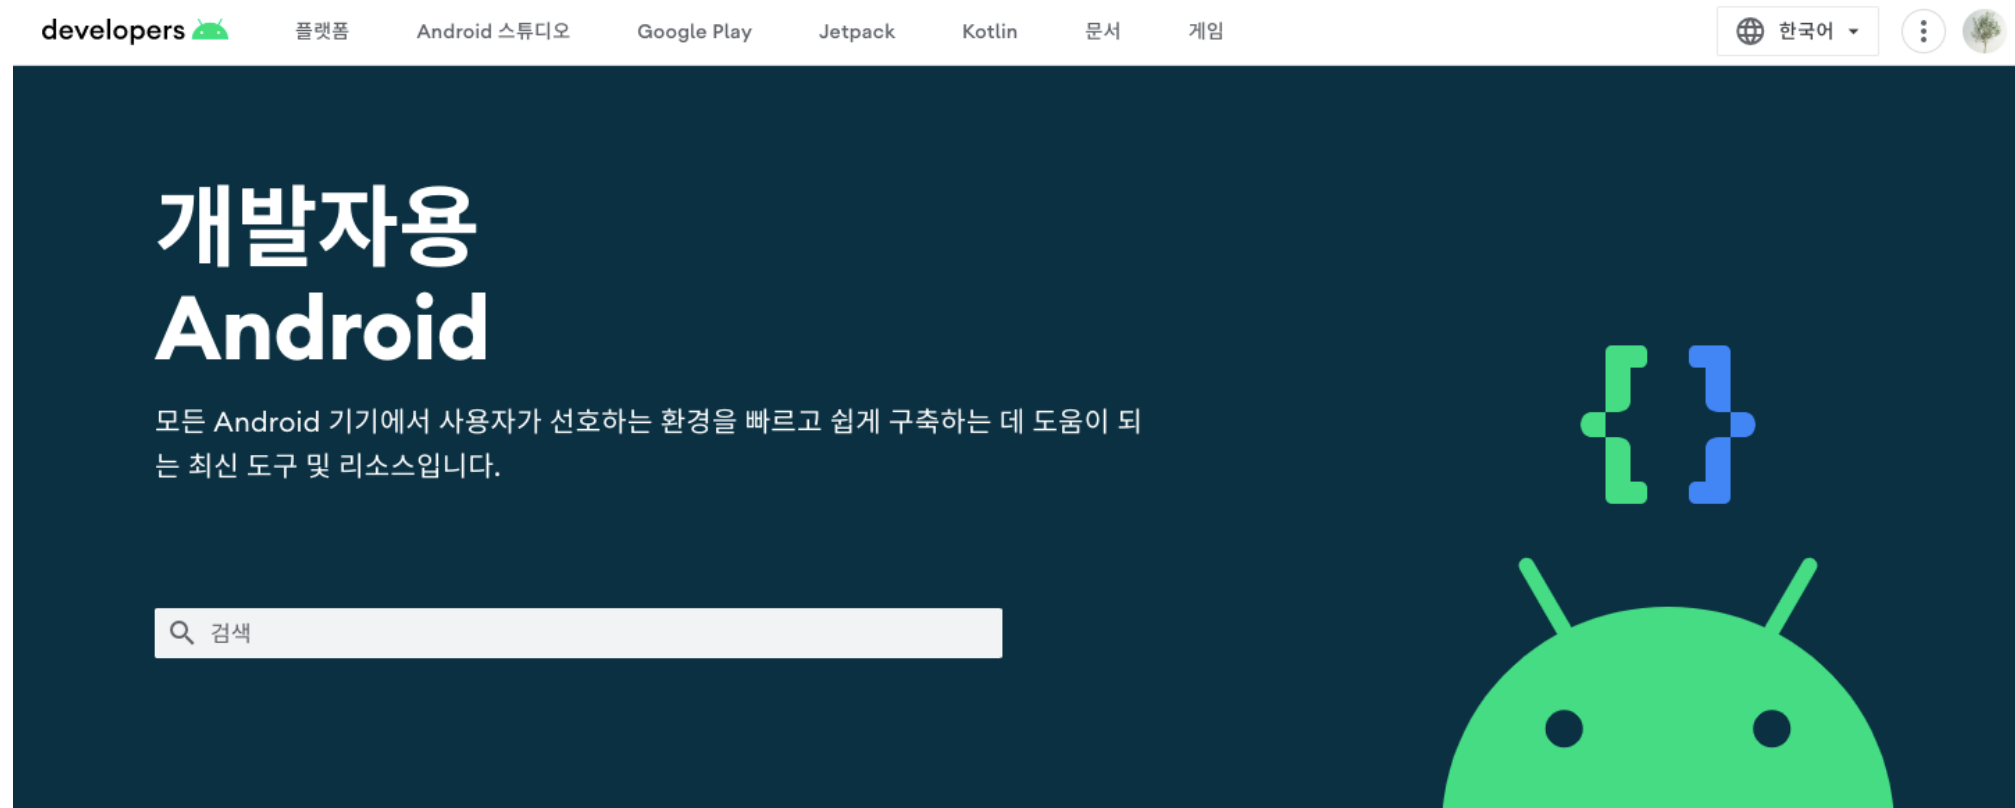 developers 플랫폼 Android 스튜디오 Google Play Jetpack Kotlin 문서 게임 한국어
개발자용
Android
모든 Android 기기에서 사용자가 선호하는 환경을 빠르고 쉽게 구축하는 데 도움이 되
는 최신 도구 및 리소스입니다.
검색